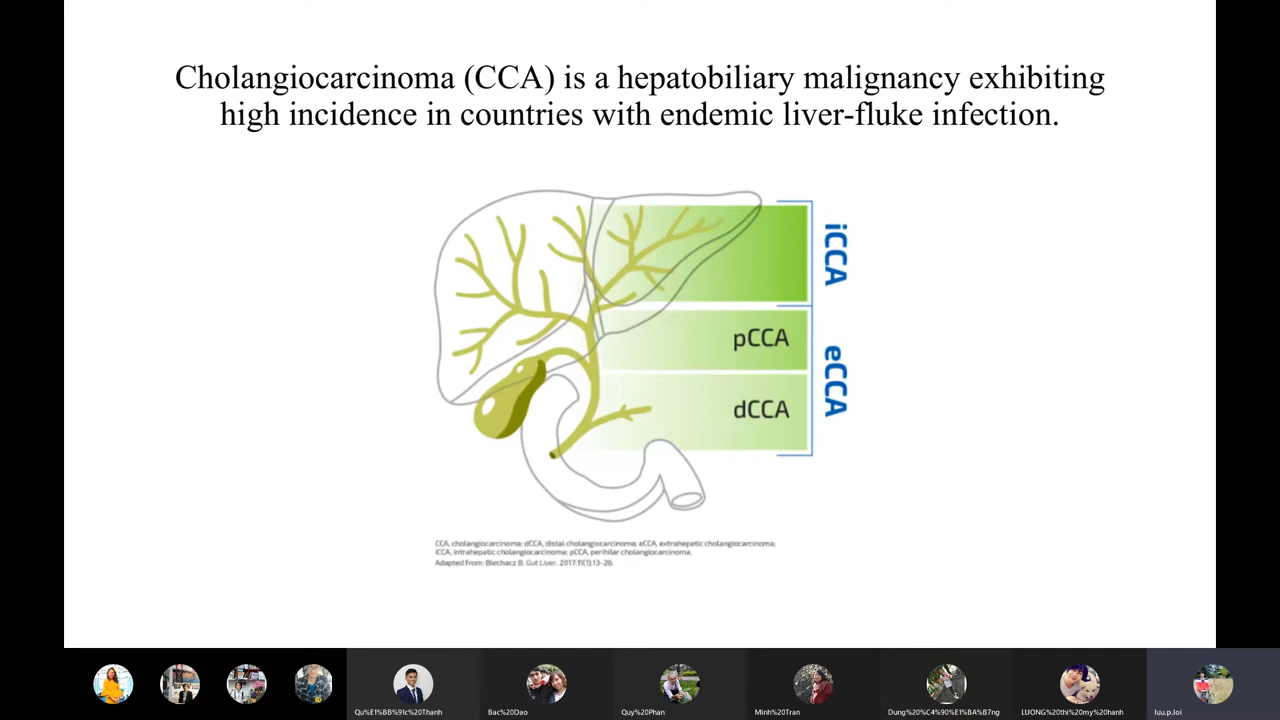 Cholangiocarcinoma (CCA) is a hepatobiliary malignancy exhibiting
high incidence in countries with endemic liver-fluke infection.
iCCA
pCCA
eCCA
dCCA
CCA, cholangiocarcinoma; dCCA, distal cholangiocarcinoma; eCCA, extrahepatic cholangiocarcinoma;
iCCA, intrahepatic cholangiocarcinoma; pCCA, perihilar cholangiocarcinoma.
Adapted from: Blechacz B. Gut Liver. 2017;11(1):13–26.
Qu%E1%BB%91c%20Thanh
Bac%20Dao
Quy%20Phan
Minh%20Tran
Dung%20%C4%90%E1%BA%B7ng
LUONG%20thi%20my%20hanh
luu.p.loi